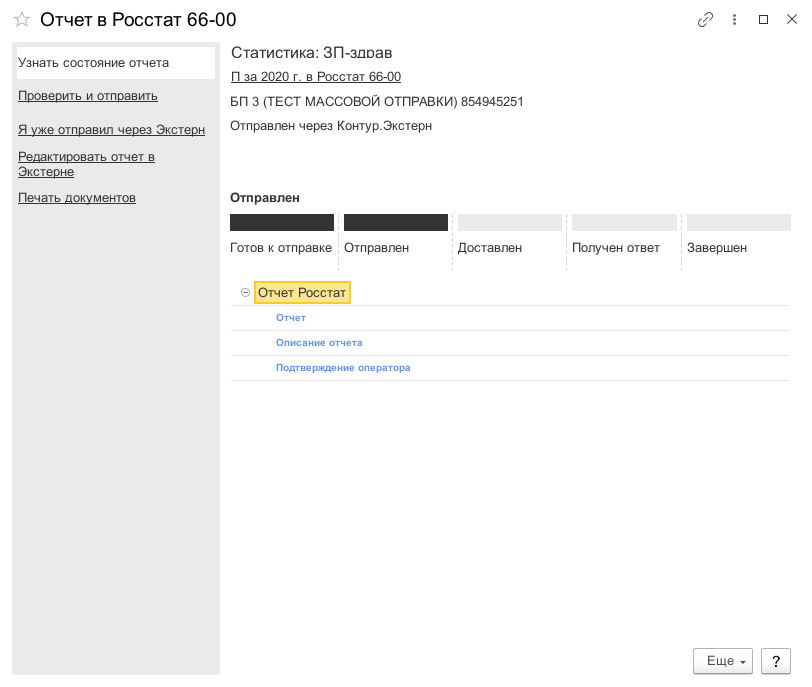 Отчет в Росстат 66-00
Узнать состояние отчета
Проверить и отправить
Я уже отправил через Экстерн
Редактировать отчет в
Экстерне
Печать документов
Статистика: ЗП-здрав
П за 2020 г. в Росстат 66-00
БП 3 (ТЕСТ МАССОВОЙ ОТПРАВКИ) 854945251
Отправлен через Контур.Экстерн
Отправлен
Готов к отправке Отправлен Доставлен Получен ответ Завершен
Отчет Росстат
Отчет
Описание отчета
Подтверждение оператора
Еще ?